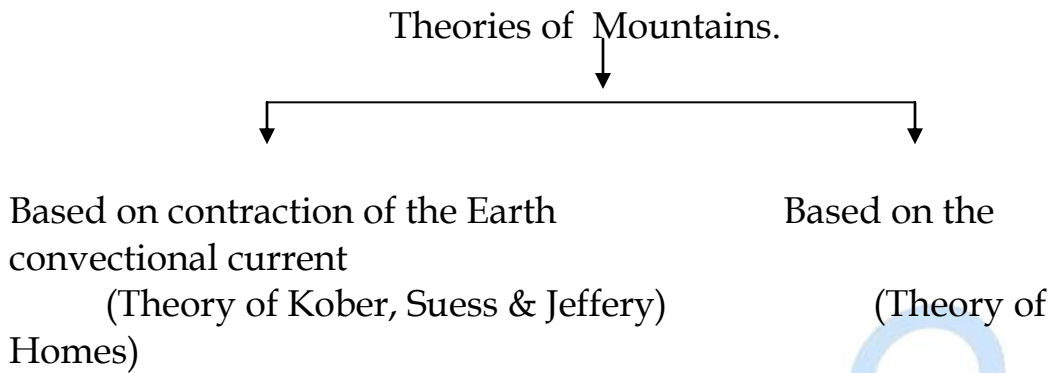 Theories of Mountains.
Based on contraction of the Earth Based on the
convectional current
(Theory of Kober, Suess & Jeffery) (Theory of
Homes)